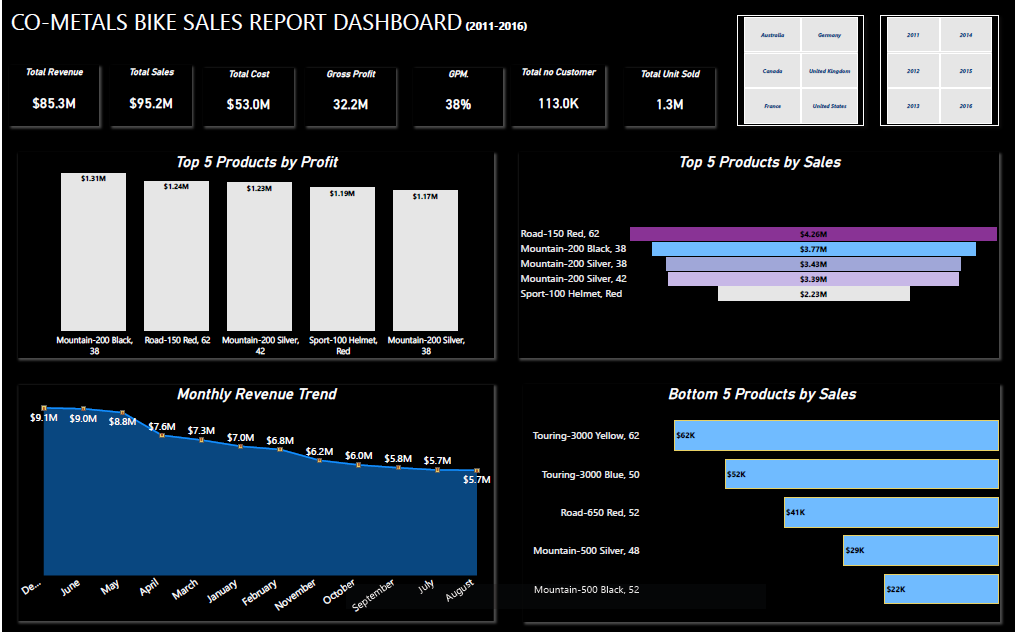 CO-METALS BIKE SALES REPORT DASHBOARD (2011-2016)
Total Revenue
$85.3M
Total Sales
$95.2M
Total Cost
$53.0M
Gross Profit
32.2M
GPM.
38%
Total no Customer
113.0K
Total Unit Sold
1.3M
Australia
Germany
Canada
United Kingdom
France
United States
2011
2014
2012
2015
2013
2016
Top 5 Products by Profit
$1.31M
$1.24M
$1.23M
$1.19M
$1.17M
Mountain-200 Black,
38
Road-150 Red, 62
Mountain-200 Silver,
42
Sport-100 Helmet,
Red
Mountain-200 Silver,
38
Top 5 Products by Sales
Road-150 Red, 62
$4.26M
Mountain-200 Black, 38
$3.77M
Mountain-200 Silver, 38
$3.43M
Mountain-200 Silver, 42
$3.39M
Sport-100 Helmet, Red
$2.23M
Monthly Revenue Trend
$9.1M
$9.0M
$8.8M
$7.6M
$7.3M
$7.0M
$6.8M
$6.2M
$6.0M
$5.8M
$5.7M
$5.7M
De...
June
May
April
March
January
February
November
October
September
July
August
Bottom 5 Products by Sales
Touring-3000 Yellow, 62
$62K
Touring-3000 Blue, 50
$52K
Road-650 Red, 52
$41K
Mountain-500 Silver, 48
$29K
Mountain-500 Black, 52
$22K